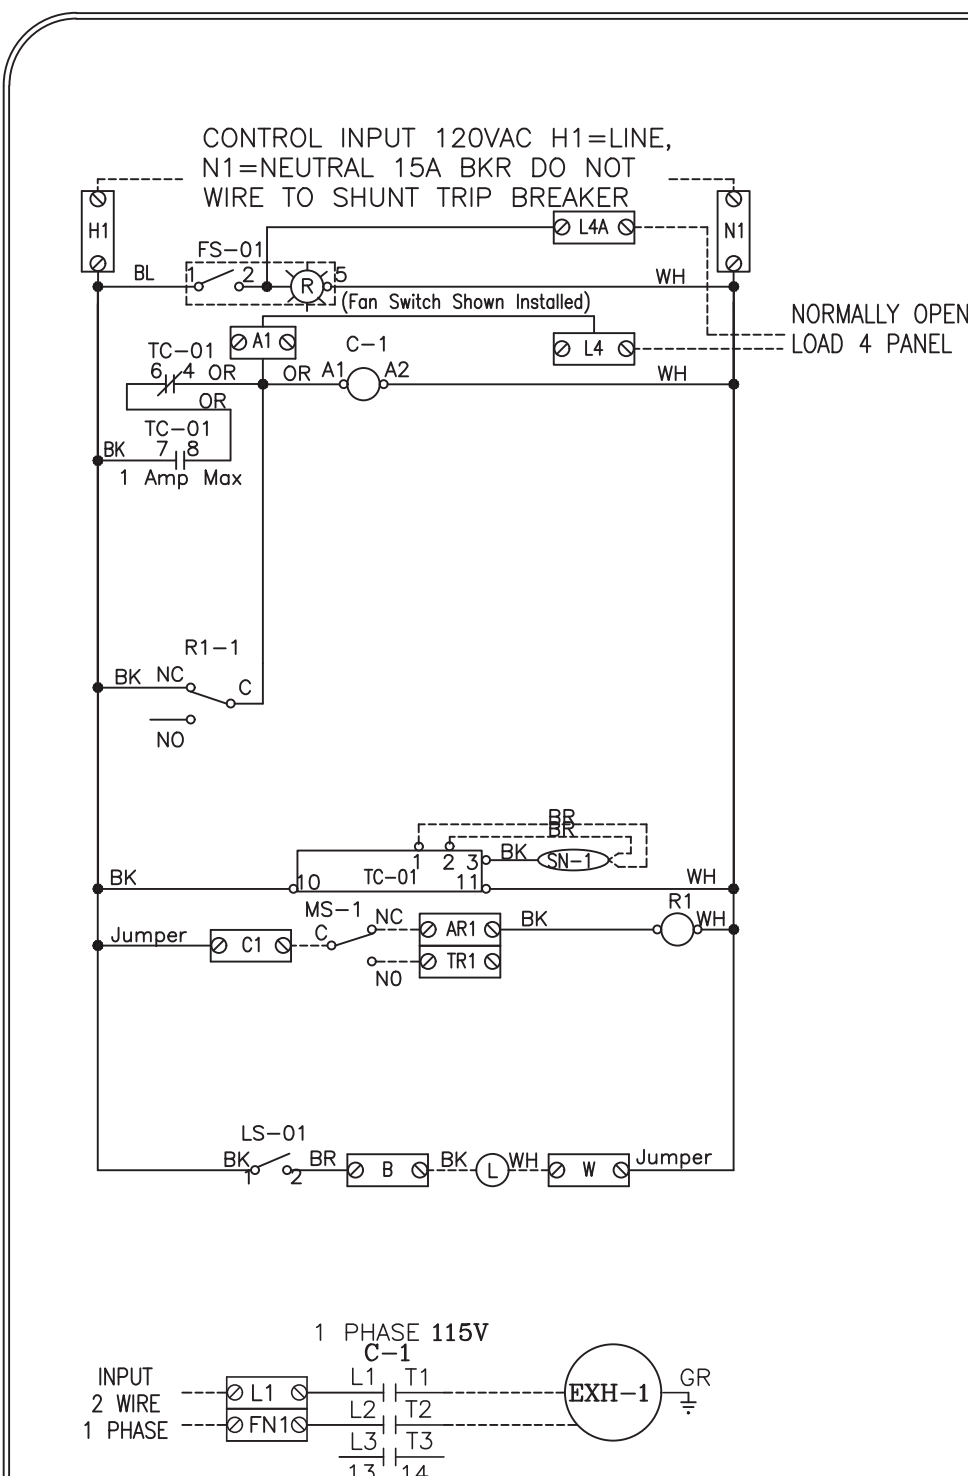 CONTROL INPUT 120VAC H1=LINE,
N1=NEUTRAL 15A BKR DO NOT
WIRE TO SHUNT TRIP BREAKER
H1
N1
L4A
FS-01
BL
1
2
R
5
WH
(Fan Switch Shown Installed)
NORMALLY OPEN
LOAD 4 PANEL
A1
C-1
L4
TC-01
6
4
OR
OR
A1
A2
WH
OR
TC-01
BK
7
8
1 Amp Max
R1-1
BK
NC
C
NO
BR
BR
1
2
3
BK
SN-1
BK
10
TC-01
11
WH
R1
MS-1
NC
AR1
BK
WH
Jumper
C1
C
TR1
NO
LS-01
BK
1
2
BR
B
BK
L
WH
W
Jumper
1 PHASE 115V
C-1
INPUT
2 WIRE
1 PHASE
L1
L1
T1
EXH-1
GR
FN1
L2
T2
L3
T3
13
14